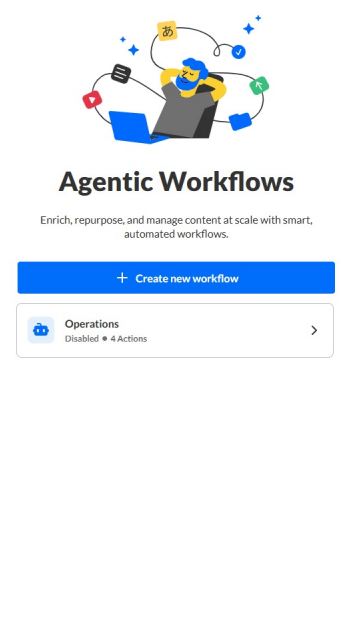 あ
Agentic Workflows
Enrich, repurpose, and manage content at scale with smart,
automated workflows.
Create new workflow
Operations
Disabled • 4 Actions